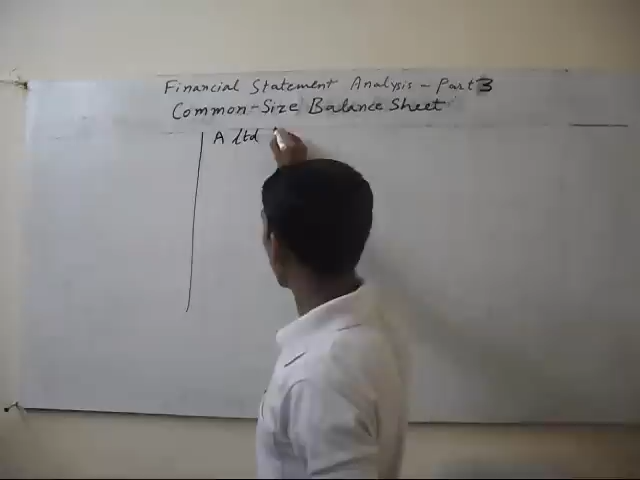 Financial Statement Analysis - Part 3
Common-Size Balance Sheet
A Ltd